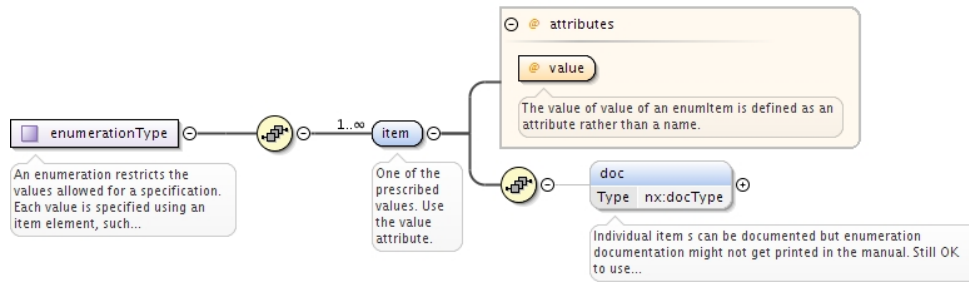 @ attributes
@ value
The value of value of an enumItem is defined as an
attribute rather than a name.
enumerationType
1..∞
item
An enumeration restricts the
values allowed for a specification.
Each value is specified using an
item element, such...
One of the
prescribed
values. Use
the value
attribute.
doc
Type nx:docType
Individual item s can be documented but enumeration
documentation might not get printed in the manual. Still OK
to use...